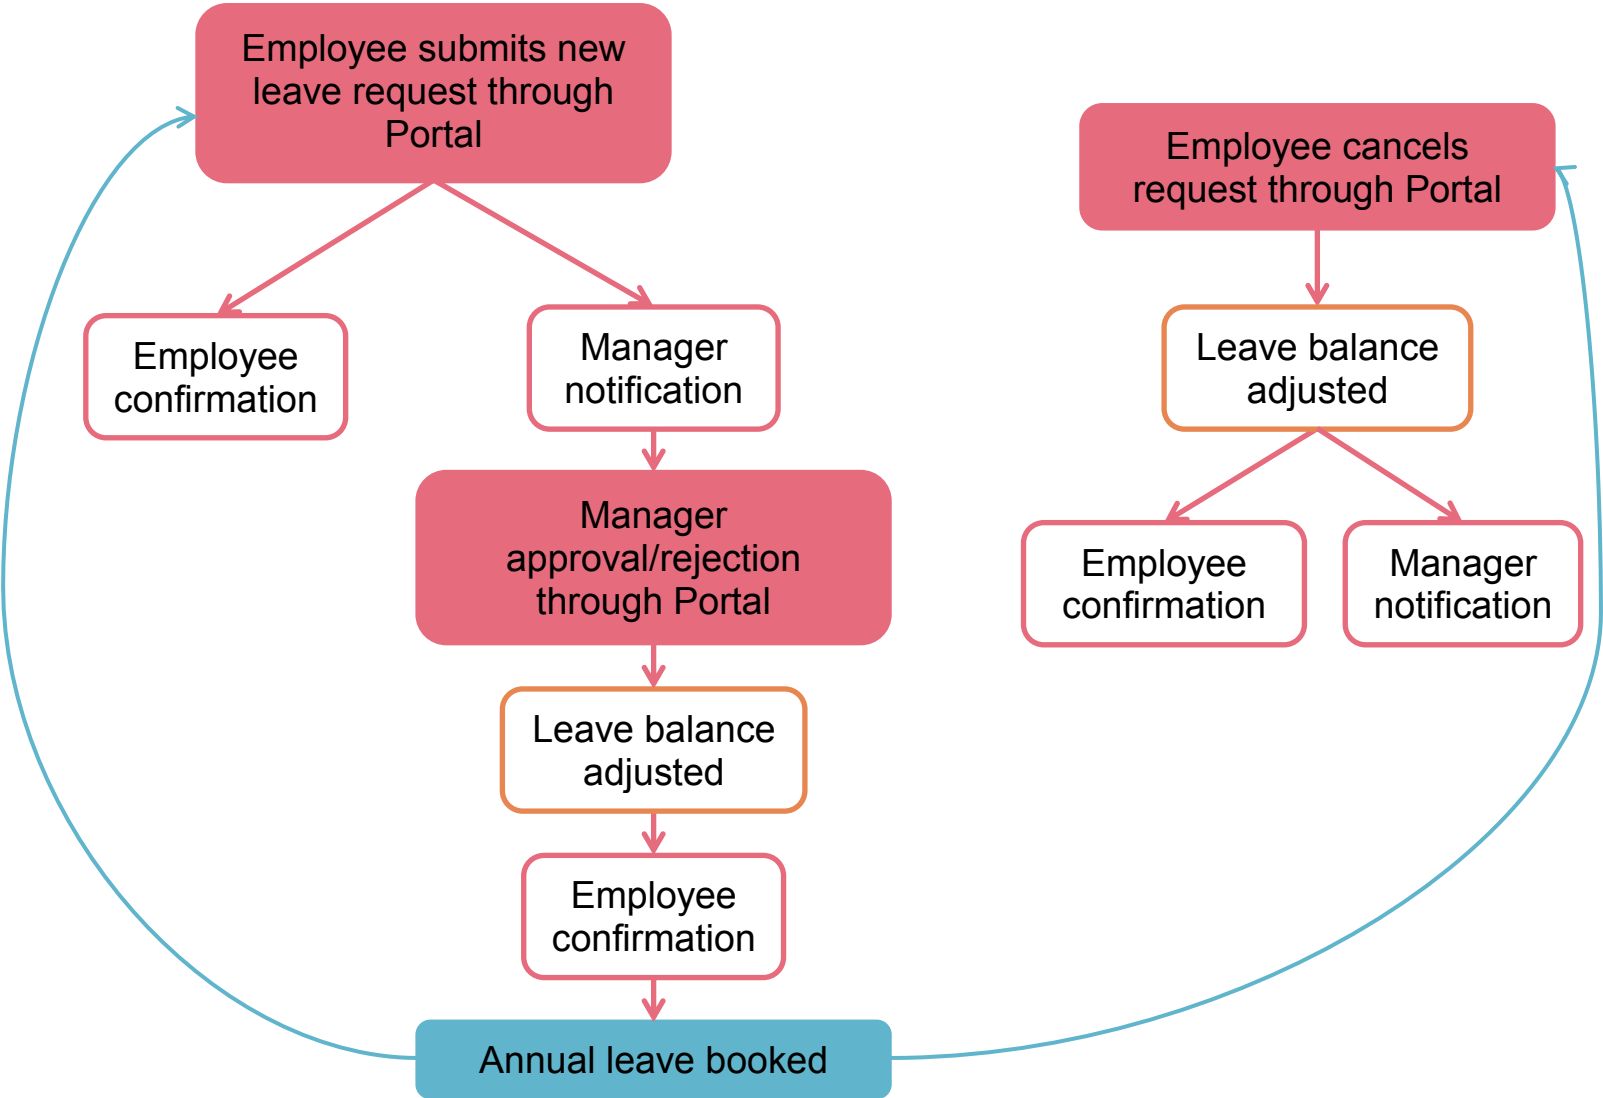 Employee submits new
leave request through
Portal
Employee cancels
request through Portal
Employee
confirmation
Manager
notification
Leave balance
adjusted
Manager
approval/rejection
through Portal
Employee
confirmation
Manager
notification
Leave balance
adjusted
Employee
confirmation
Annual leave booked